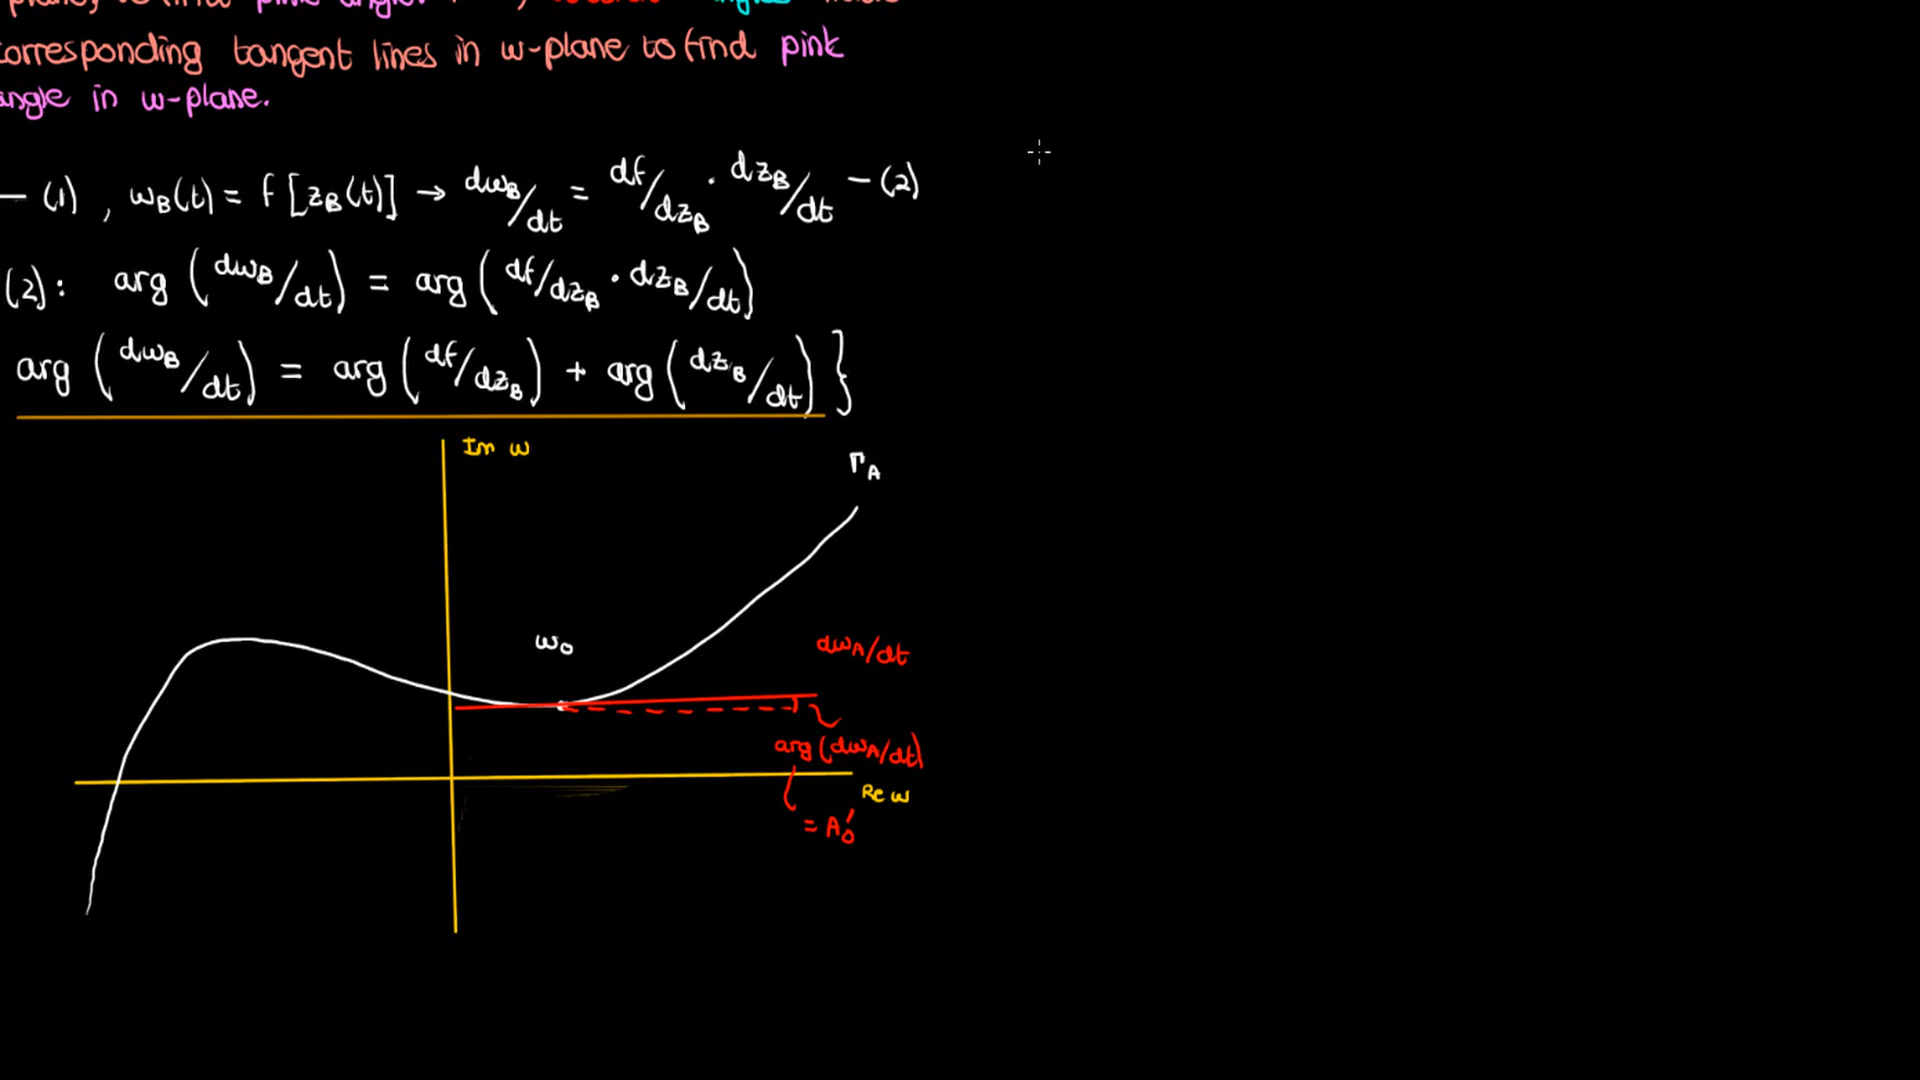 corresponding tangent lines in w-plane to find pink
angle in w-plane.
— (1) , w_B(t) = f [z_B(t)] → dw_B/dt = df/dz_B · dz_B/dt — (2)
(2): arg (dw_B/dt) = arg (df/dz_B · dz_B/dt)
arg (dw_B/dt) = arg (df/dz_B) + arg (dz_B/dt) }
Im w
Γ_A
w_0
dw_A/dt
arg (dw_A/dt)
Re w
= A_0'